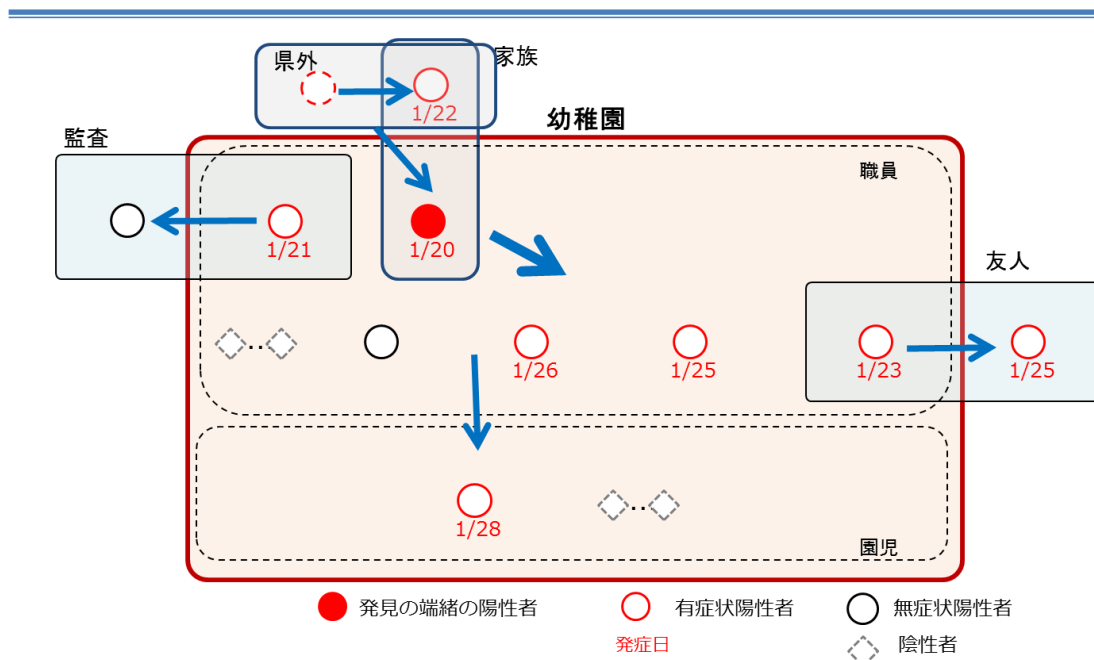 県外
家族
1/22
幼稚園
監査
職員
1/21
1/20
友人
‥
1/26
1/25
1/23
1/25
1/28
‥
園児
発見の端緒の陽性者
有症状陽性者
無症状陽性者
発症日
陰性者